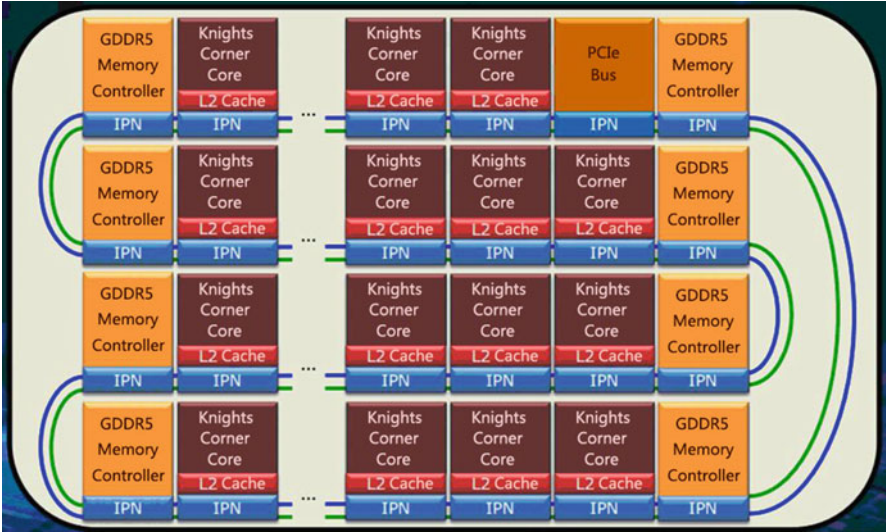 GDDR5
Memory
Controller
IPN
Knights
Corner
Core
L2 Cache
IPN
...
Knights
Corner
Core
L2 Cache
IPN
Knights
Corner
Core
L2 Cache
IPN
PCIe
Bus
IPN
GDDR5
Memory
Controller
IPN
GDDR5
Memory
Controller
IPN
Knights
Corner
Core
L2 Cache
IPN
...
Knights
Corner
Core
L2 Cache
IPN
Knights
Corner
Core
L2 Cache
IPN
Knights
Corner
Core
L2 Cache
IPN
GDDR5
Memory
Controller
IPN
GDDR5
Memory
Controller
IPN
Knights
Corner
Core
L2 Cache
IPN
...
Knights
Corner
Core
L2 Cache
IPN
Knights
Corner
Core
L2 Cache
IPN
Knights
Corner
Core
L2 Cache
IPN
GDDR5
Memory
Controller
IPN
GDDR5
Memory
Controller
IPN
Knights
Corner
Core
L2 Cache
IPN
...
Knights
Corner
Core
L2 Cache
IPN
Knights
Corner
Core
L2 Cache
IPN
Knights
Corner
Core
L2 Cache
IPN
GDDR5
Memory
Controller
IPN